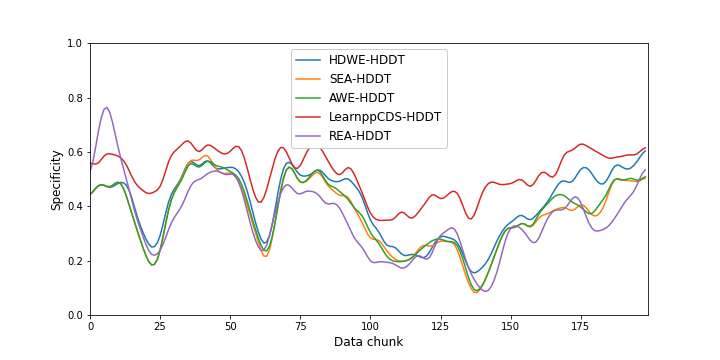 1.0
0.8
0.6
0.4
0.2
0.0
Specificity
HDWE-HDDT
SEA-HDDT
AWE-HDDT
LearnppCDS-HDDT
REA-HDDT
0 25 50 75 100 125 150 175
Data chunk